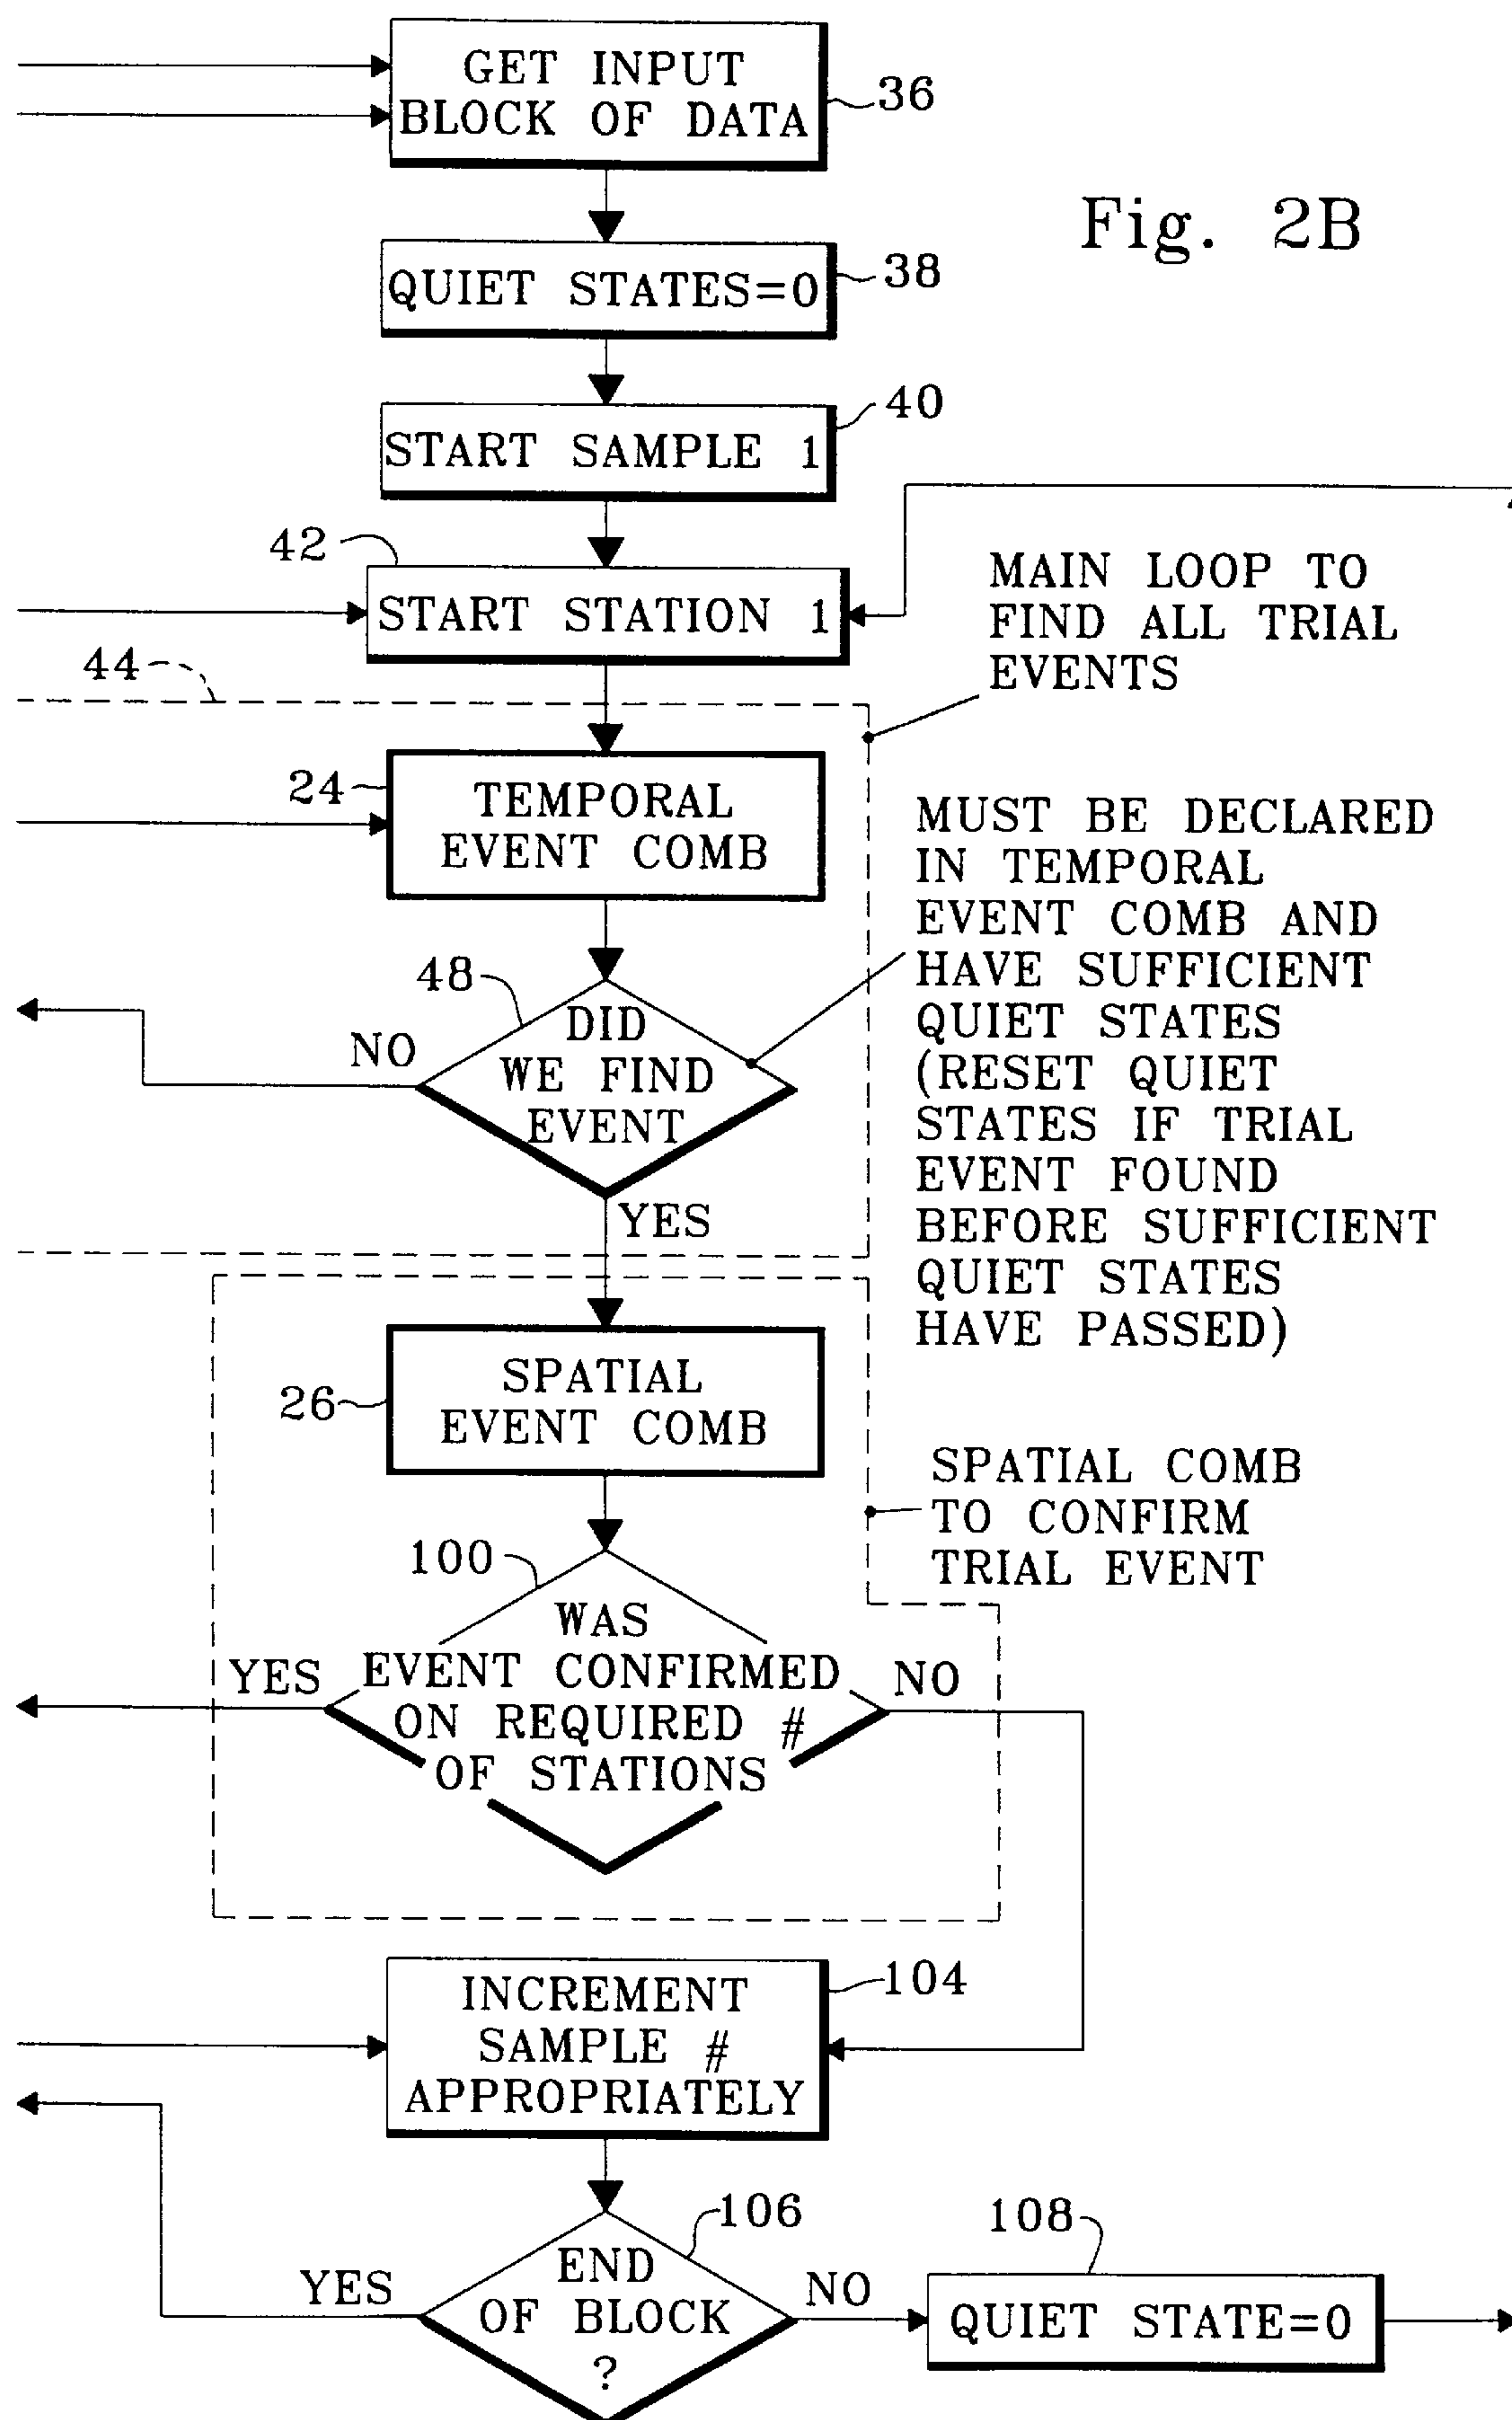 GET INPUT
BLOCK OF DATA
36
Fig. 2B
QUIET STATES=0
38
START SAMPLE 1
40
42
START STATION 1
MAIN LOOP TO
FIND ALL TRIAL
EVENTS
44
24
TEMPORAL
EVENT COMB
MUST BE DECLARED
IN TEMPORAL
EVENT COMB AND
HAVE SUFFICIENT
QUIET STATES
(RESET QUIET
STATES IF TRIAL
EVENT FOUND
BEFORE SUFFICIENT
QUIET STATES
HAVE PASSED)
48
DID
WE FIND
EVENT
NO
YES
26
SPATIAL
EVENT COMB
SPATIAL COMB
TO CONFIRM
TRIAL EVENT
100
WAS
EVENT CONFIRMED
ON REQUIRED #
OF STATIONS
YES
NO
INCREMENT
SAMPLE #
APPROPRIATELY
104
106
END
OF BLOCK
?
YES
NO
108
QUIET STATE=0